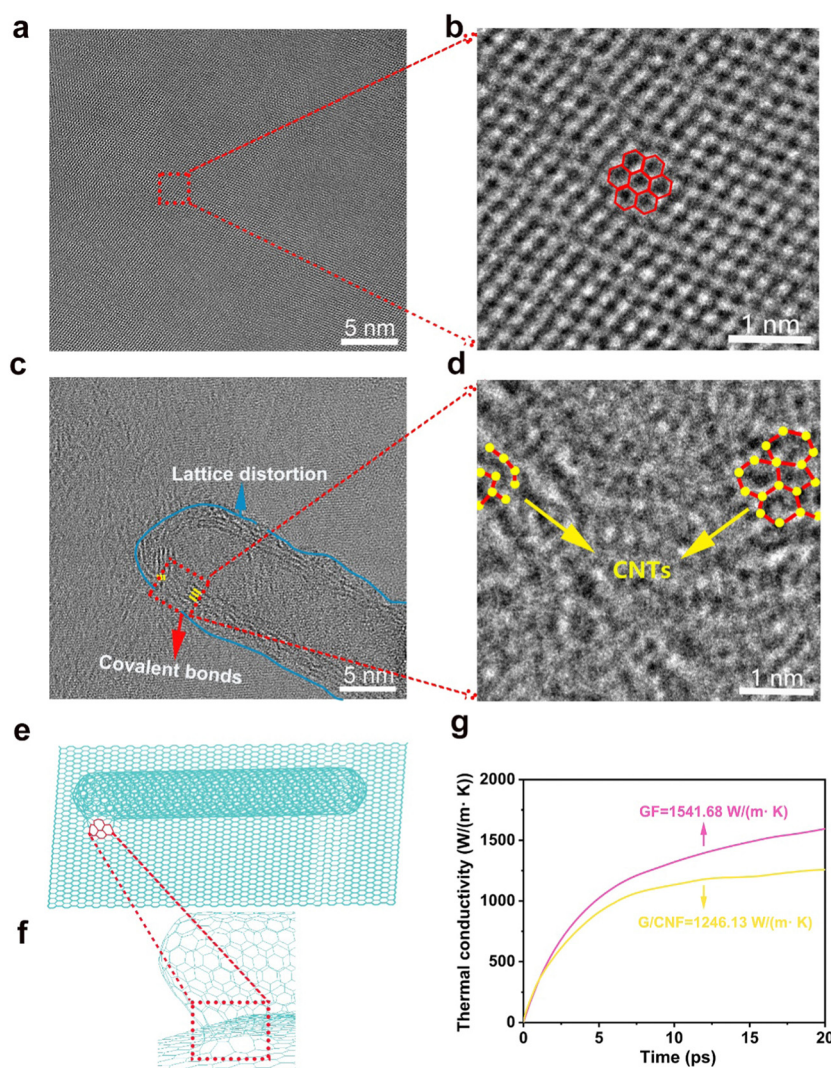 a
b
5 nm
1 nm
c
d
Lattice distortion
Covalent bonds
5 nm
CNTs
1 nm
e
f
g
Thermal conductivity (W/(m· K))
2000
1500
1000
500
0
GF=1541.68 W/(m· K)
G/CNF=1246.13 W/(m· K)
0
5
10
15
20
Time (ps)